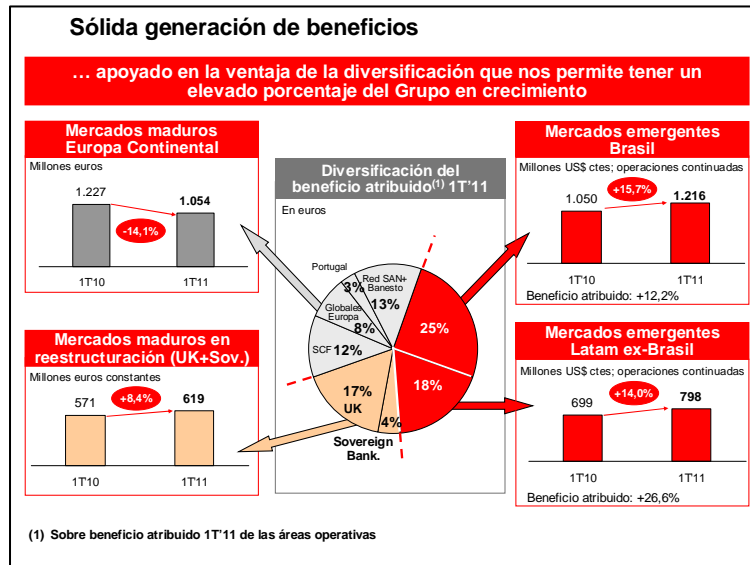 Sólida generación de beneficios
… apoyado en la ventaja de la diversificación que nos permite tener un
elevado porcentaje del Grupo en crecimiento
Mercados maduros
Europa Continental
Millones euros
1.227
1.054
-14,1%
1T'10
1T'11
Mercados maduros en
reestructuración (UK+Sov.)
Millones euros constantes
571
+8,4%
619
1T'10
1T'11
Diversificación del
beneficio atribuido(1) 1T'11
En euros
Portugal
3%
Red SAN+
Banesto
13%
Globales
Europa
8%
SCF
12%
25%
18%
17%
UK
4%
Sovereign
Bank.
Mercados emergentes
Brasil
Millones US$ ctes; operaciones continuadas
1.050
+15,7%
1.216
1T'10
1T'11
Beneficio atribuido: +12,2%
Mercados emergentes
Latam ex-Brasil
Millones US$ ctes; operaciones continuadas
699
+14,0%
798
1T'10
1T'11
Beneficio atribuido: +26,6%
(1) Sobre beneficio atribuido 1T'11 de las áreas operativas